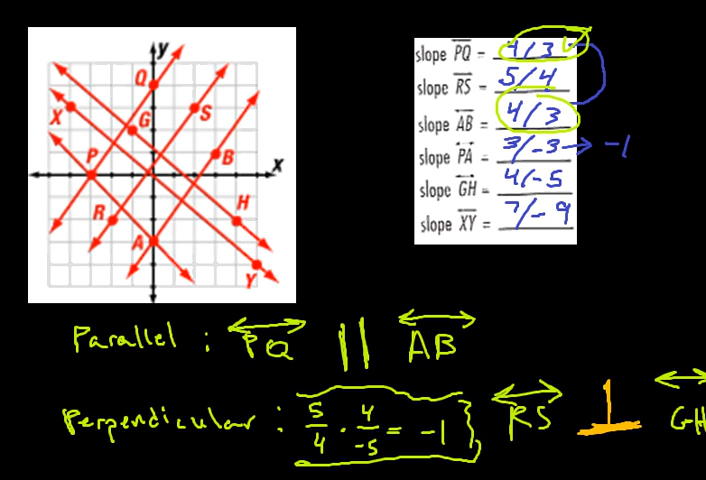 y
Q
X
G
S
P
B
x
R
H
A
Y
slope PQ = 4/3
slope RS = 5/4
slope AB = 4/3
slope PA = 3/-3 → -1
slope GH = 4/-5
slope XY = 7/-9
Parallel : PQ || AB
Perpendicular : 5/4 · 4/-5 = -1 } RS ⊥ GH